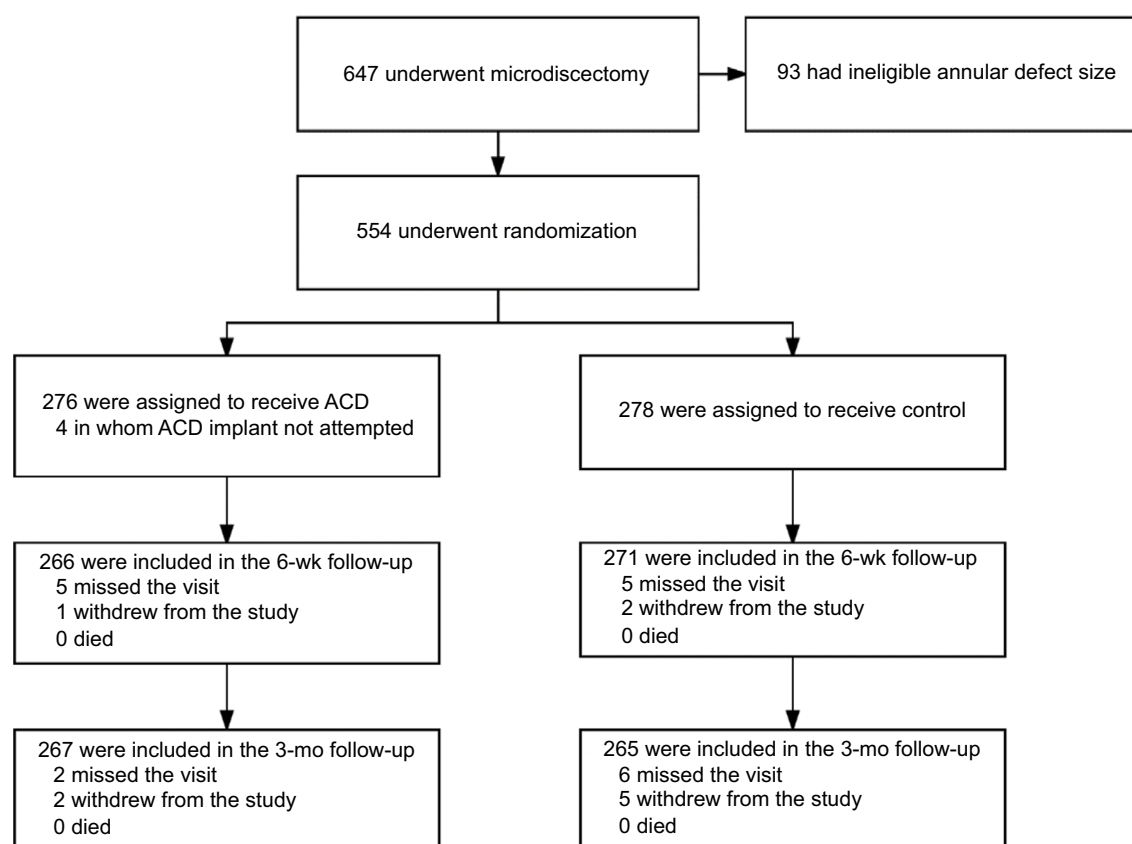 647 underwent microdiscectomy
93 had ineligible annular defect size
554 underwent randomization
276 were assigned to receive ACD
4 in whom ACD implant not attempted
278 were assigned to receive control
266 were included in the 6-wk follow-up
5 missed the visit
1 withdrew from the study
0 died
271 were included in the 6-wk follow-up
5 missed the visit
2 withdrew from the study
0 died
267 were included in the 3-mo follow-up
2 missed the visit
2 withdrew from the study
0 died
265 were included in the 3-mo follow-up
6 missed the visit
5 withdrew from the study
0 died